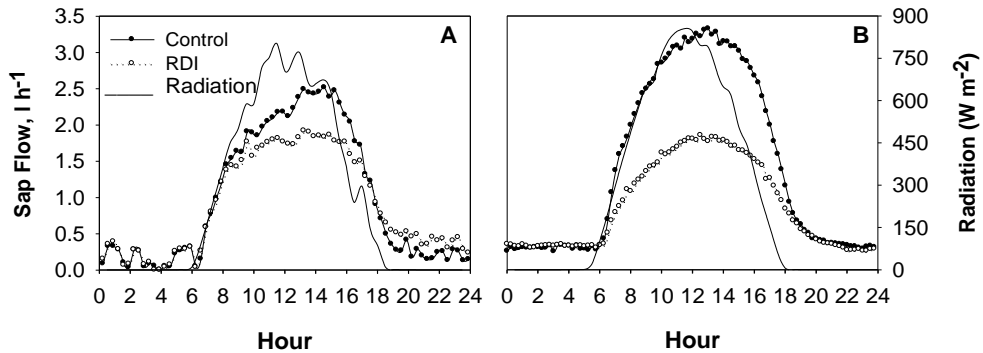 3.5
3.0
2.5
2.0
1.5
1.0
0.5
0.0
Sap Flow, l h-1
Control
RDI
Radiation
A
0 2 4 6 8 10 12 14 16 18 20 22 24
Hour
B
0 2 4 6 8 10 12 14 16 18 20 22 24
Hour
900
750
600
450
300
150
0
Radiation (W m-2)